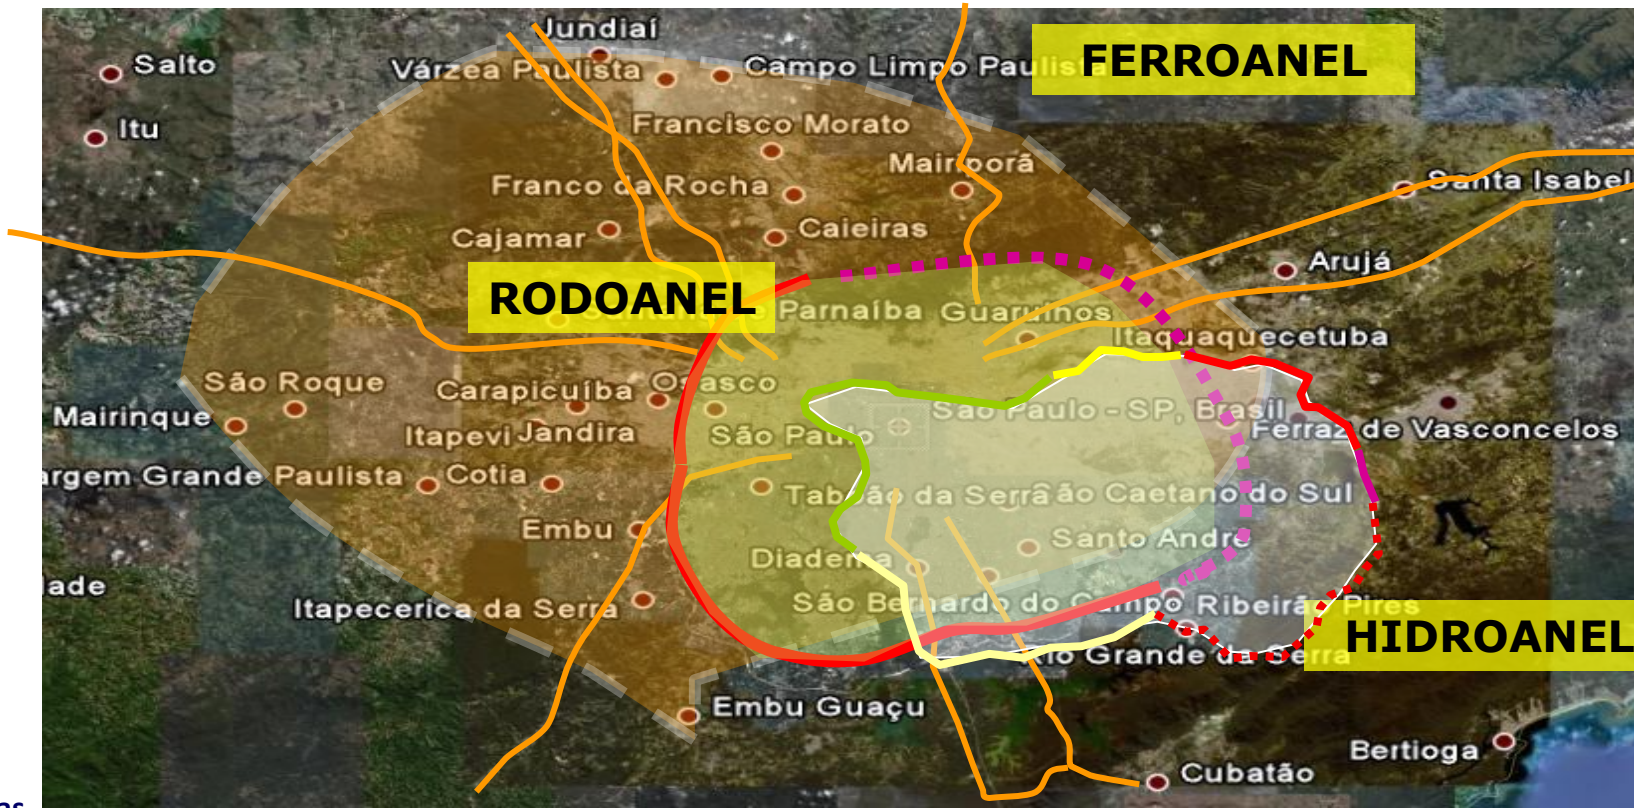 Jundiaí
Salto
Várzea Paulista
Campo Limpo Paulista
FERROANEL
Itu
Francisco Morato
Mairiporã
Franco da Rocha
Santa Isabel
Cajamar
Caieiras
Arujá
RODOANEL
Parnaíba
Guarulhos
Itaquaquecetuba
São Roque
Carapicuíba
Osasco
Mairinque
São Paulo - SP, Brasil
Itapevi
Jandira
São Paulo
Ferraz de Vasconcelos
argem Grande Paulista
Cotia
Taboão da Serra
ão Caetano do Sul
Embu
Santo André
Diadema
lade
Itapecerica da Serra
São Bernardo do Campo
Ribeirão Pires
HIDROANEL
Rio Grande da Serra
Embu Guaçu
Bertioga
Cubatão